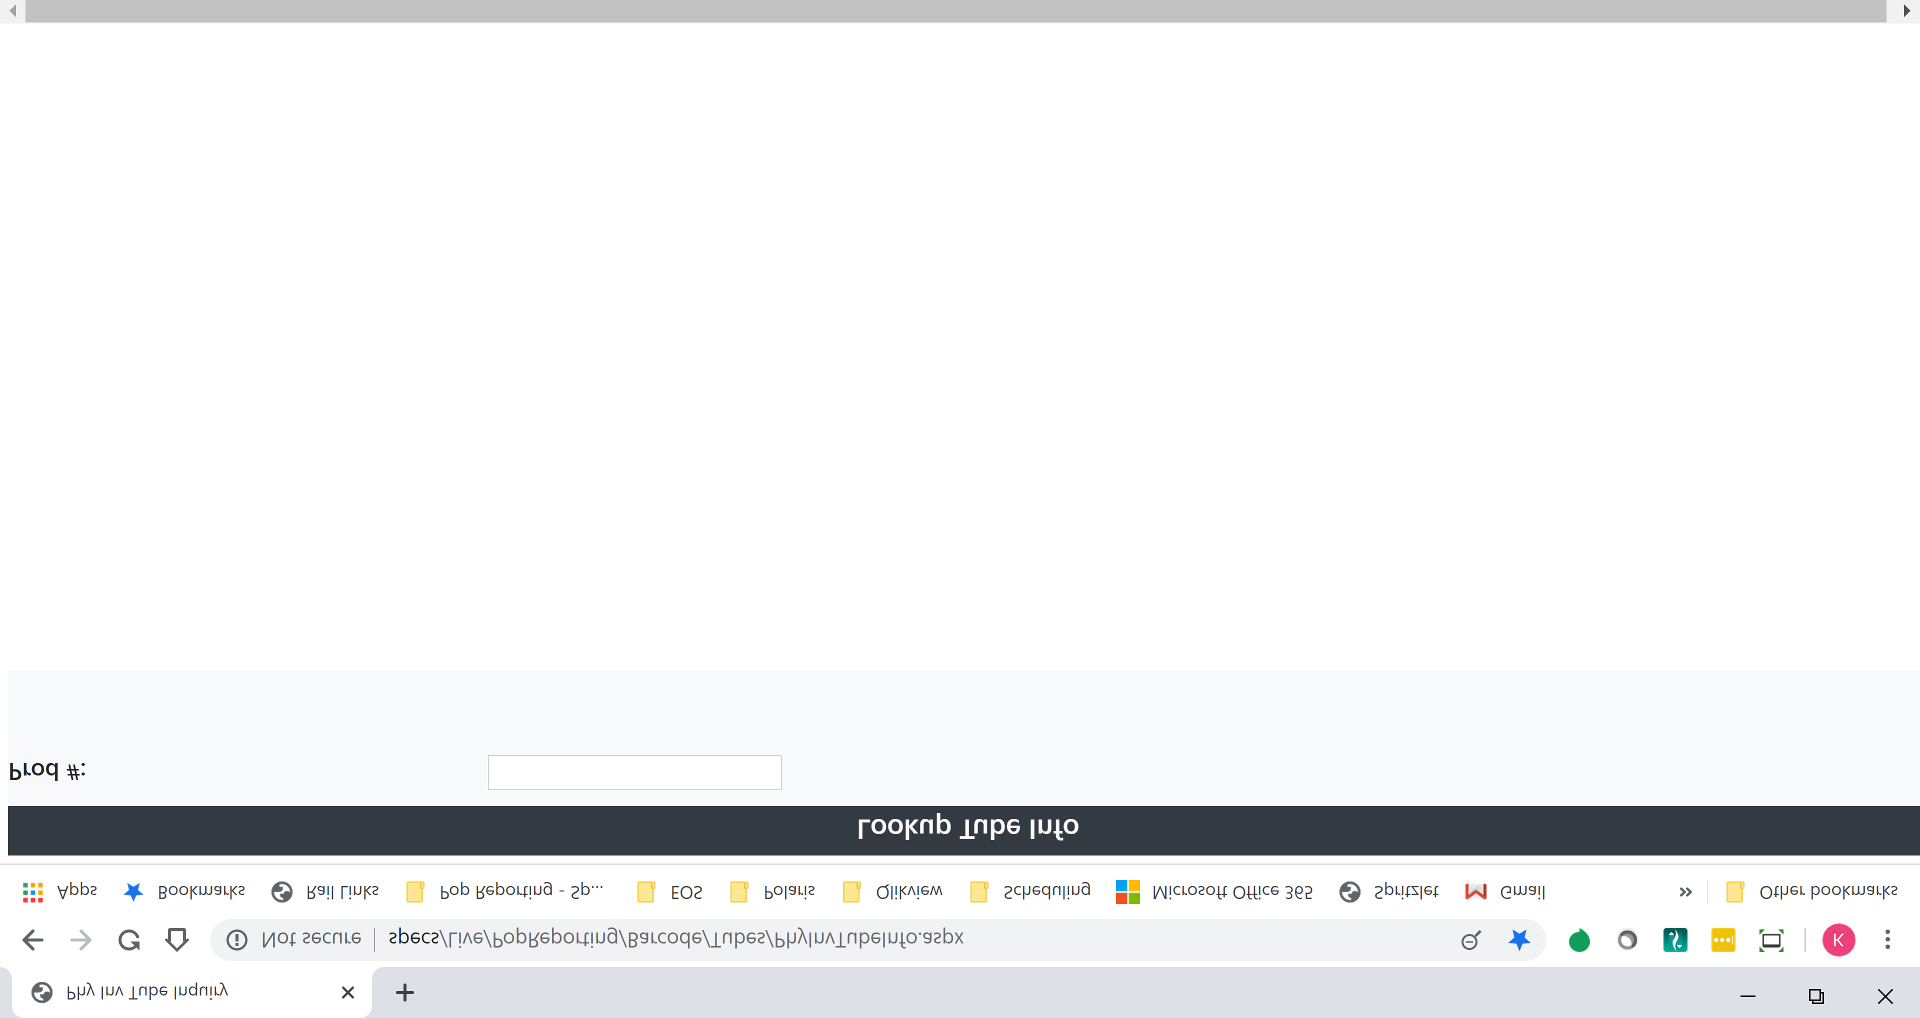 Phy Inv Tube Inquiry
Not secure | specs/Live/PopReporting/Barcode/Tubes/PhyInvTubeInfo.aspx K
Apps Bookmarks Rail Links Pop Reporting - Sp... EOS Polaris Qlikview Scheduling Microsoft Office 365 Spritzlet Gmail » Other bookmarks
Lookup Tube Info
Prod #: